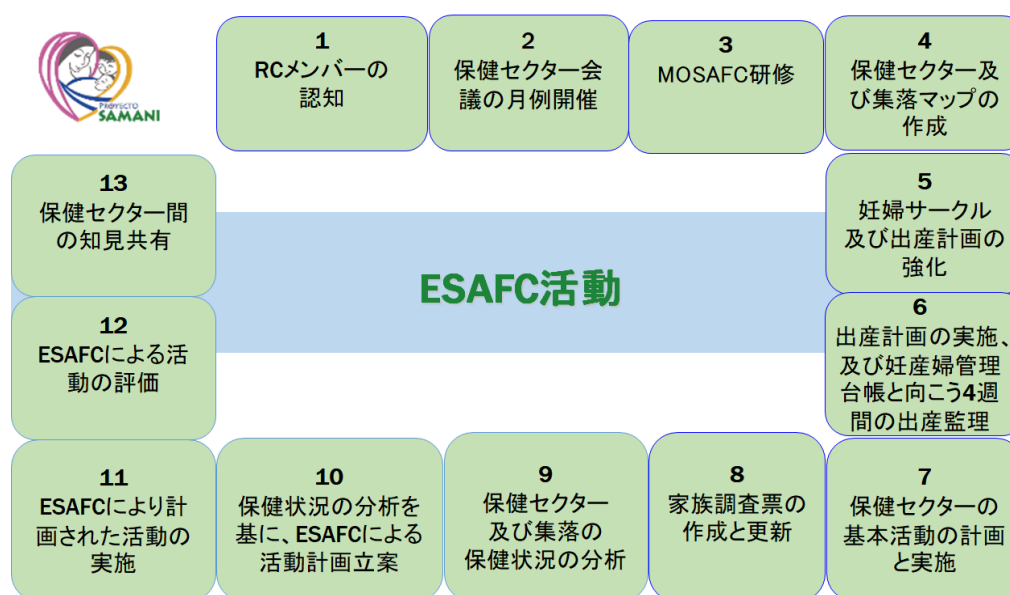 PROYECTO
SAMANI
1
RCメンバーの
認知
2
保健セクター会
議の月例開催
3
MOSAFC研修
4
保健セクター及
び集落マップの
作成
5
妊婦サークル
及び出産計画の
強化
6
出産計画の実施、
及び妊産婦管理
台帳と向こう4週
間の出産監理
7
保健セクターの
基本活動の計画
と実施
8
家族調査票の
作成と更新
9
保健セクター
及び集落の
保健状況の分析
10
保健状況の分析を
基に、ESAFCによる
活動計画立案
11
ESAFCにより計
画された活動の
実施
12
ESAFCによる活
動の評価
13
保健セクター間
の知見共有
ESAFC活動